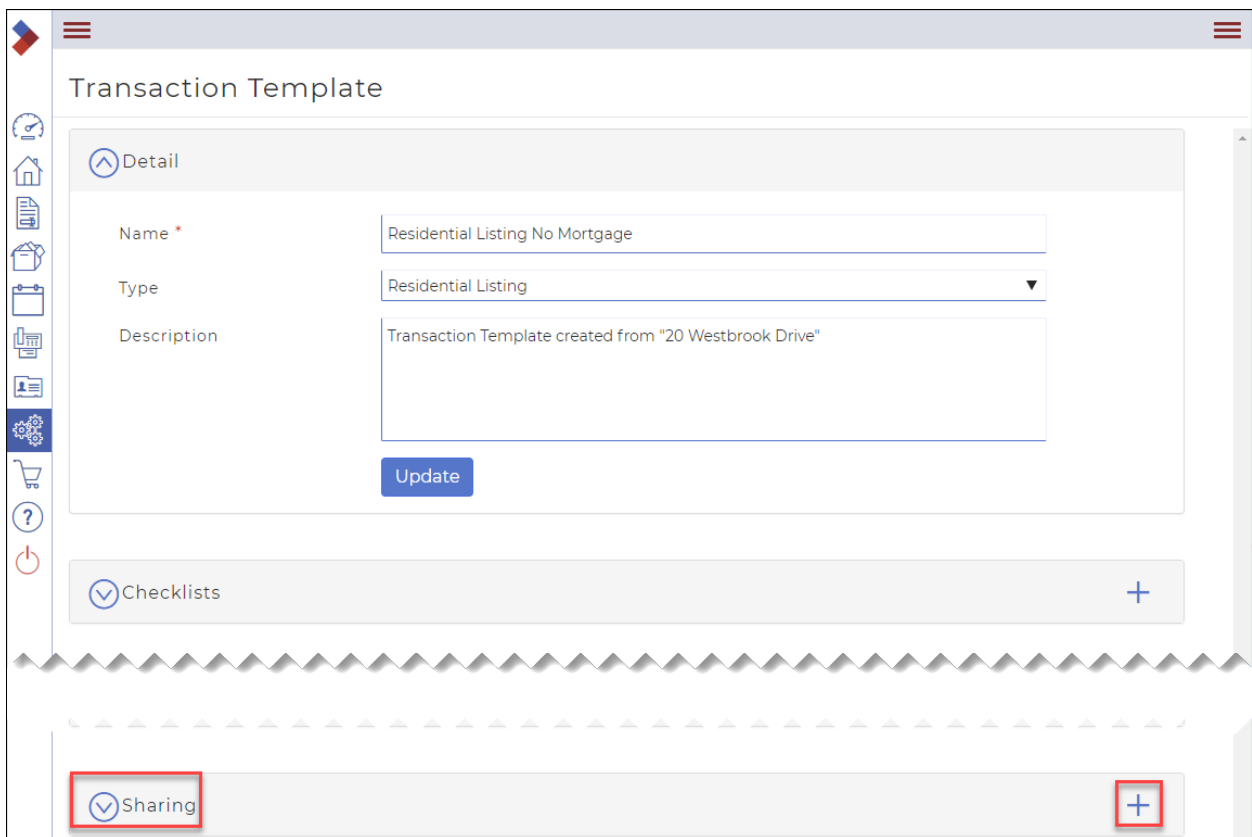 Transaction Template
Detail
Name *
Residential Listing No Mortgage
Type
Residential Listing
Description
Transaction Template created from "20 Westbrook Drive"
Update
Checklists
Sharing